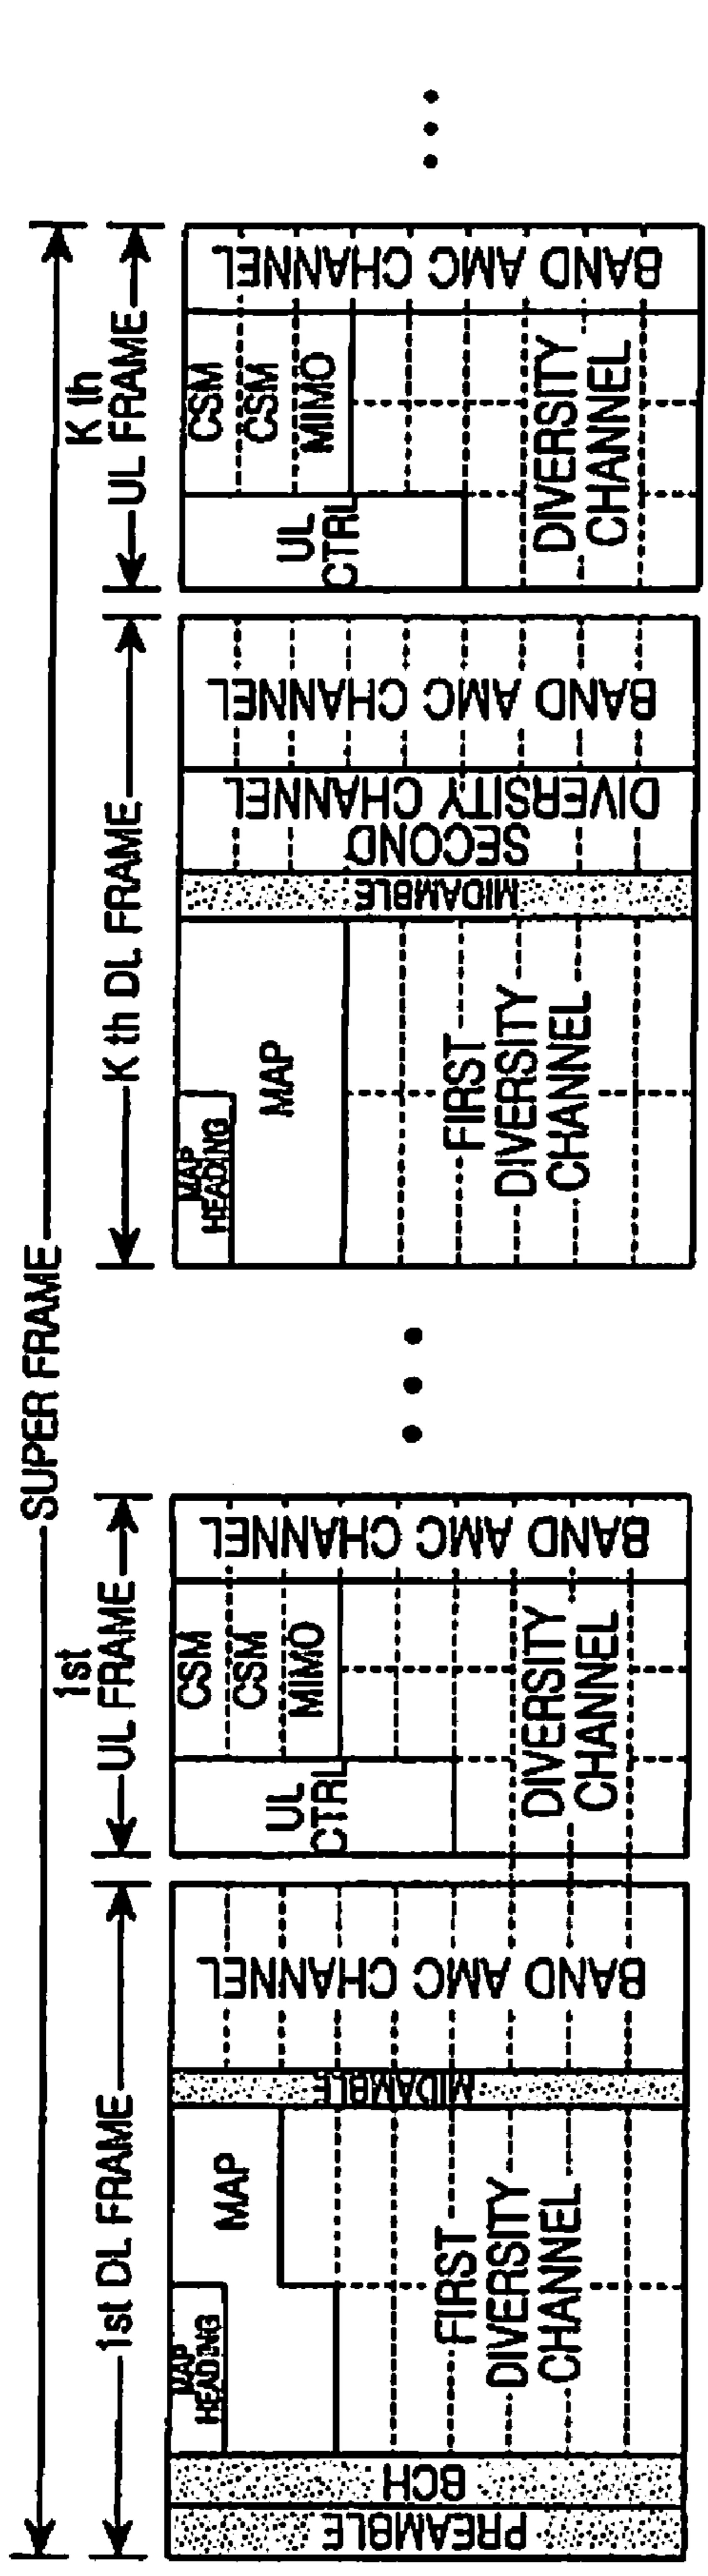 SUPER FRAME
1st DL FRAME
1st
UL FRAME
K th DL FRAME
K th
UL FRAME
PREAMBLE
BCH
MAP
HEADING
MAP
FIRST
DIVERSITY
CHANNEL
MIDAMBLE
BAND AMC CHANNEL
UL
CTRL
CSM
CSM
MIMO
DIVERSITY
CHANNEL
BAND AMC CHANNEL
MAP
HEADING
MAP
FIRST
DIVERSITY
CHANNEL
MIDAMBLE
SECOND
DIVERSITY CHANNEL
BAND AMC CHANNEL
UL
CTRL
CSM
CSM
MIMO
DIVERSITY
CHANNEL
BAND AMC CHANNEL